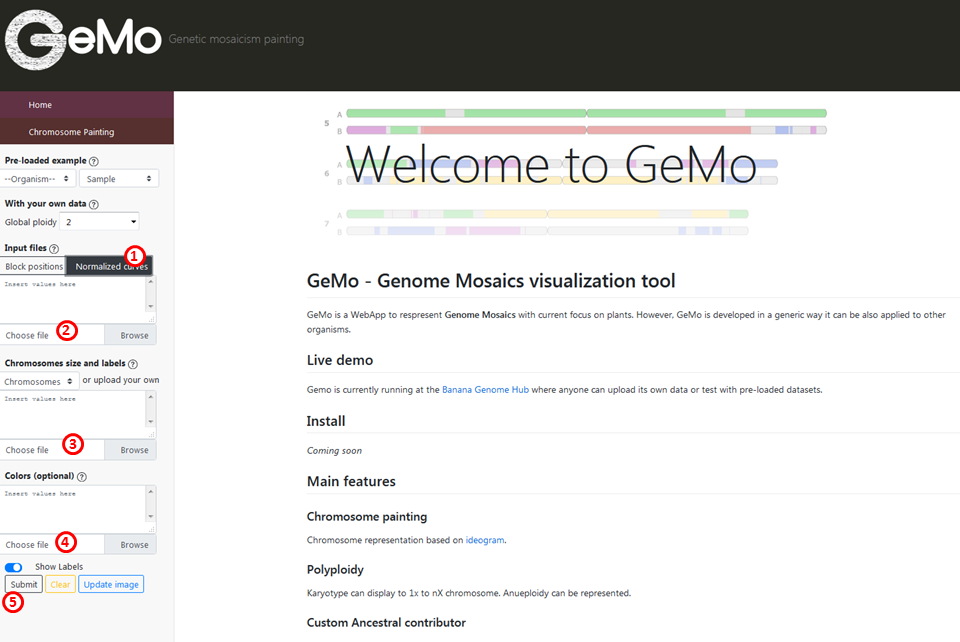 GeMo Genetic mosaicism painting
Home
Chromosome Painting
Pre-loaded example ?
--Organism-- Sample
With your own data ?
Global ploidy 2
Input files ?
1
Block positions Normalized curves
Insert values here
Choose file 2 Browse
Chromosomes size and labels ?
Chromosomes or upload your own
Insert values here
Choose file 3 Browse
Colors (optional) ?
Insert values here
Choose file 4 Browse
Show Labels
Submit Clear Update image
5
5 A
B
6 A
B
Welcome to GeMo
7 A
B
GeMo - Genome Mosaics visualization tool
GeMo is a WebApp to respresent Genome Mosaics with current focus on plants. However, GeMo is developed in a generic way it can be also applied to other
organisms.
Live demo
Gemo is currently running at the Banana Genome Hub where anyone can upload its own data or test with pre-loaded datasets.
Install
Coming soon
Main features
Chromosome painting
Chromosome representation based on ideogram.
Polyploidy
Karyotype can display to 1x to nX chromosome. Anueploidy can be represented.
Custom Ancestral contributor